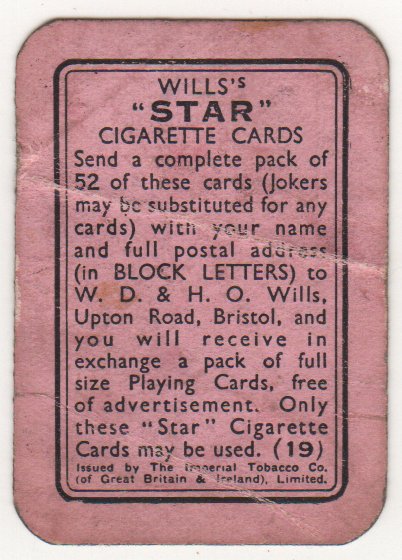 WILLS'S
"STAR"
CIGARETTE CARDS
Send a complete pack of
52 of these cards (Jokers
may be substituted for any
cards) with your name
and full postal address
(in BLOCK LETTERS) to
W. D. & H. O. Wills,
Upton Road, Bristol, and
you will receive in
exchange a pack of full
size Playing Cards, free
of advertisement. Only
these "Star" Cigarette
Cards may be used. (19)
Issued by The Imperial Tobacco Co.
(of Great Britain & Ireland), Limited.